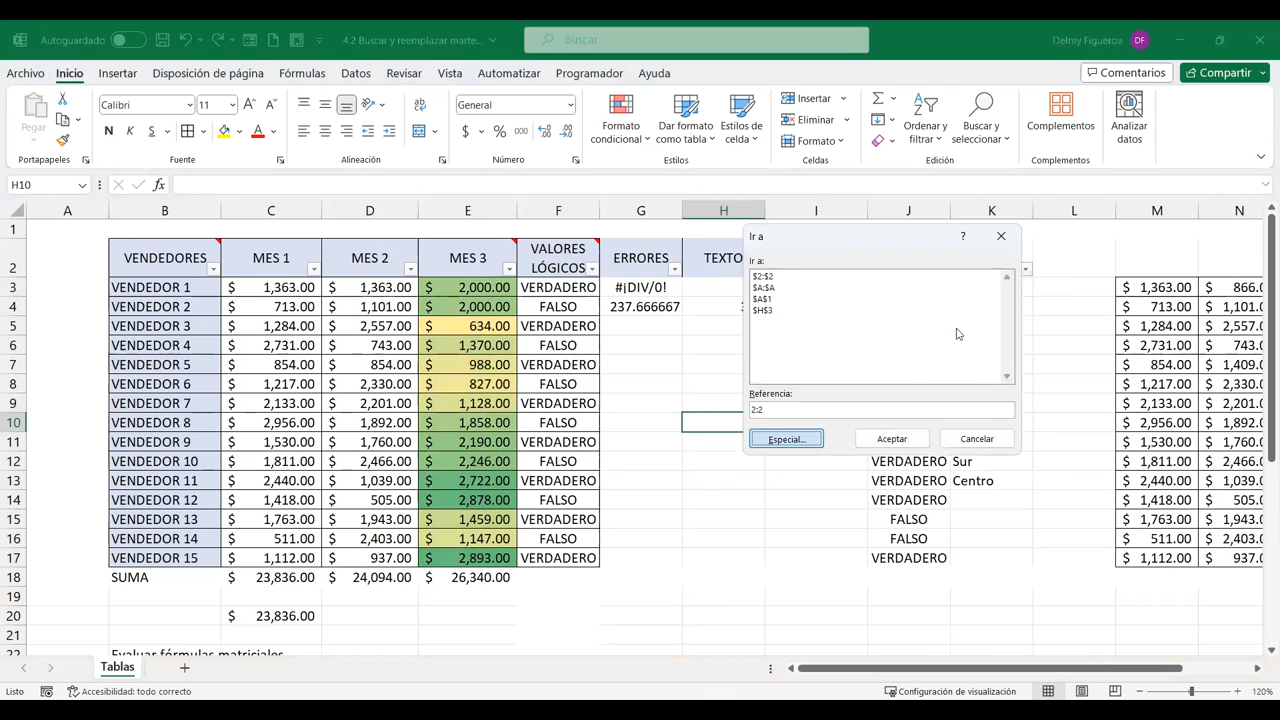 Autoguardado
4.2 Buscar y reemplazar marte...
Buscar
Delmy Figueroa DF
Archivo Inicio Insertar Disposición de página Fórmulas Datos Revisar Vista Automatizar Programador Ayuda
Comentarios Compartir
Pegar
Calibri 11
N K S
General
$ % 000
Formato condicional
Dar formato como tabla
Estilos de celda
Insertar
Eliminar
Formato
Ordenar y filtrar
Buscar y seleccionar
Complementos
Analizar datos
Portapapeles Fuente Alineación Número Estilos Celdas Edición Complementos
H10 fx
A B C D E F G H I J K L M N
1
2 VENDEDORES MES 1 MES 2 MES 3 VALORES LÓGICOS ERRORES TEXTO
3 VENDEDOR 1 $ 1,363.00 $ 1,363.00 $ 2,000.00 VERDADERO #¡DIV/0! $ 1,363.00 $ 866.0
4 VENDEDOR 2 $ 713.00 $ 1,101.00 $ 2,000.00 FALSO 237.666667 $ 713.00 $ 1,101.0
5 VENDEDOR 3 $ 1,284.00 $ 2,557.00 $ 634.00 VERDADERO $ 1,284.00 $ 2,557.0
6 VENDEDOR 4 $ 2,731.00 $ 743.00 $ 1,370.00 FALSO $ 2,731.00 $ 743.0
7 VENDEDOR 5 $ 854.00 $ 854.00 $ 988.00 VERDADERO $ 854.00 $ 1,409.0
8 VENDEDOR 6 $ 1,217.00 $ 2,330.00 $ 827.00 FALSO $ 1,217.00 $ 2,330.0
9 VENDEDOR 7 $ 2,133.00 $ 2,201.00 $ 1,128.00 VERDADERO $ 2,133.00 $ 2,201.0
10 VENDEDOR 8 $ 2,956.00 $ 1,892.00 $ 1,858.00 FALSO $ 2,956.00 $ 1,892.0
11 VENDEDOR 9 $ 1,530.00 $ 1,760.00 $ 2,190.00 VERDADERO $ 1,530.00 $ 1,760.0
12 VENDEDOR 10 $ 1,811.00 $ 2,466.00 $ 2,246.00 FALSO VERDADERO Sur $ 1,811.00 $ 2,466.0
13 VENDEDOR 11 $ 2,440.00 $ 1,039.00 $ 2,722.00 VERDADERO VERDADERO Centro $ 2,440.00 $ 1,039.0
14 VENDEDOR 12 $ 1,418.00 $ 505.00 $ 2,878.00 FALSO VERDADERO $ 1,418.00 $ 505.0
15 VENDEDOR 13 $ 1,763.00 $ 1,943.00 $ 1,459.00 VERDADERO FALSO $ 1,763.00 $ 1,943.0
16 VENDEDOR 14 $ 511.00 $ 2,403.00 $ 1,147.00 FALSO FALSO $ 511.00 $ 2,403.0
17 VENDEDOR 15 $ 1,112.00 $ 937.00 $ 2,893.00 VERDADERO VERDADERO $ 1,112.00 $ 937.0
18 SUMA $ 23,836.00 $ 24,094.00 $ 26,340.00
19
20 $ 23,836.00
21
22 Evaluar fórmulas matriciales
Ir a ?
Ir a:
$2:$2
$A:$A
$A$1
$H$3
Referencia:
2:2
Especial... Aceptar Cancelar
Tablas
Listo Accesibilidad: todo correcto Configuración de visualización 120%